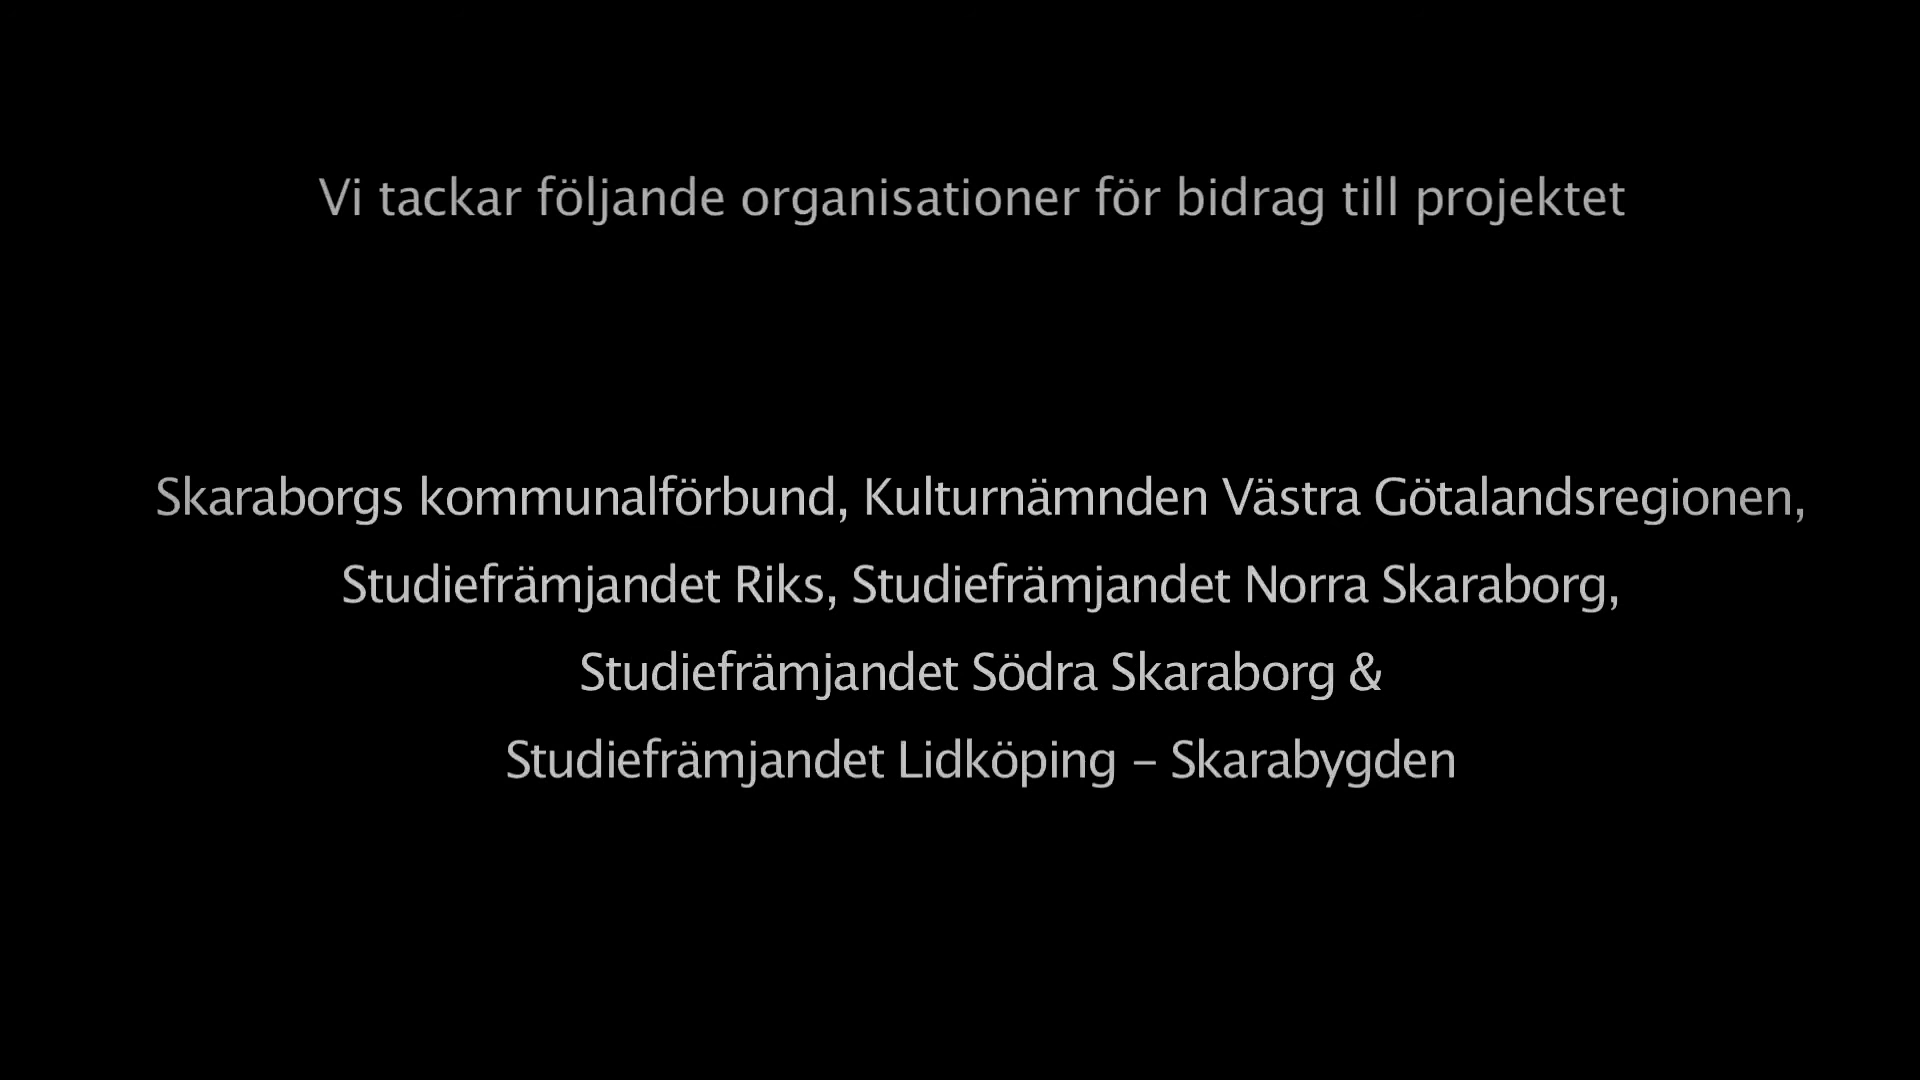 Vi tackar följande organisationer för bidrag till projektet
Skaraborgs kommunalförbund, Kulturnämnden Västra Götalandsregionen,
Studiefrämjandet Riks, Studiefrämjandet Norra Skaraborg,
Studiefrämjandet Södra Skaraborg &
Studiefrämjandet Lidköping – Skarabygden